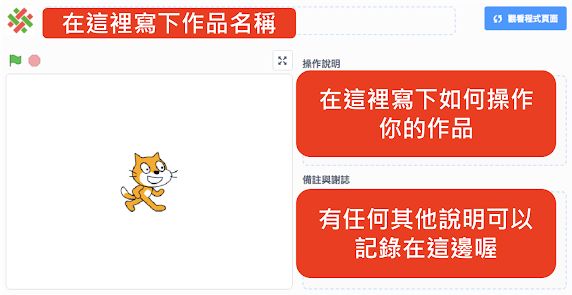 在這裡寫下作品名稱
觀看程式頁面
操作說明
在這裡寫下如何操作
你的作品
備註與謝誌
有任何其他說明可以
記錄在這邊喔